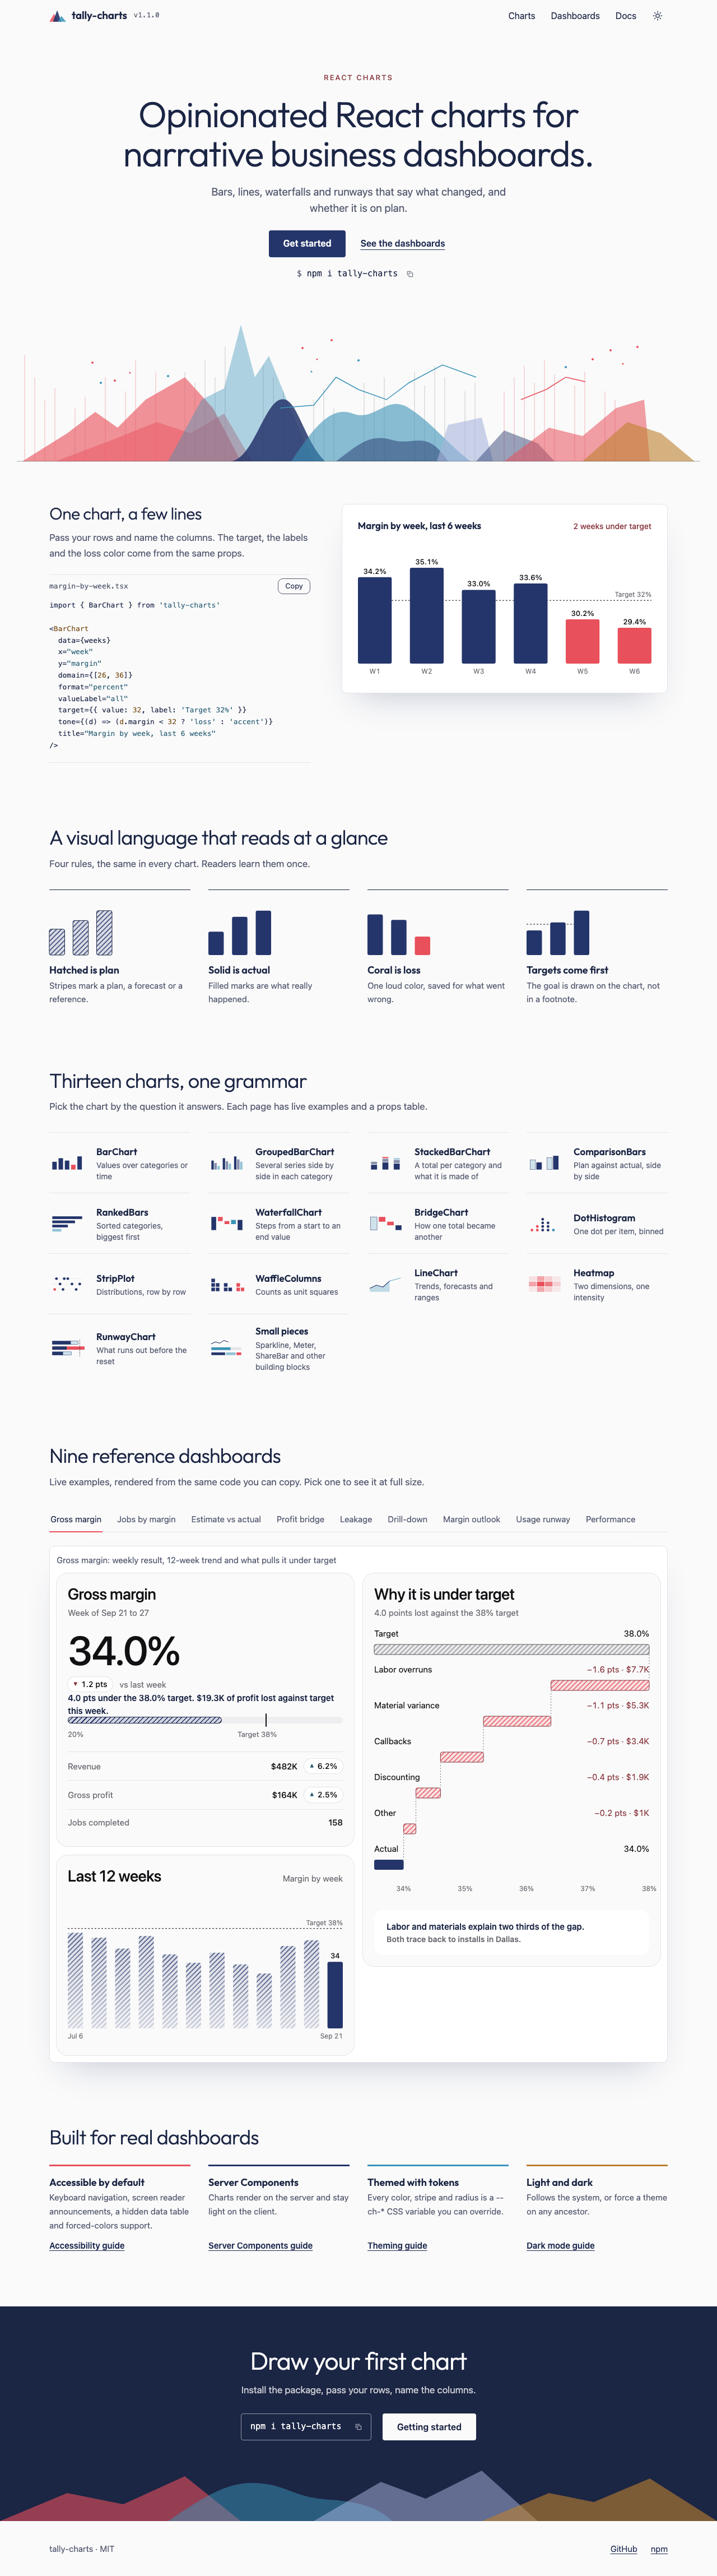 tally-charts v1.1.0
Charts Dashboards Docs
REACT CHARTS
Opinionated React charts for
narrative business dashboards.
Bars, lines, waterfalls and runways that say what changed, and
whether it is on plan.
Get started See the dashboards
$ npm i tally-charts
One chart, a few lines
Pass your rows and name the columns. The target, the labels
and the loss color come from the same props.
margin-by-week.tsx Copy
import { BarChart } from 'tally-charts'
<BarChart
data={weeks}
x="week"
y="margin"
domain={[26, 36]}
format="percent"
valueLabel="all"
target={{ value: 32, label: 'Target 32%' }}
tone={(d) => (d.margin < 32 ? 'loss' : 'accent')}
title="Margin by week, last 6 weeks"
/>
Margin by week, last 6 weeks 2 weeks under target
34.2% 35.1% 33.0% 33.6% 30.2% 29.4%
Target 32%
W1 W2 W3 W4 W5 W6
A visual language that reads at a glance
Four rules, the same in every chart. Readers learn them once.
Hatched is plan
Stripes mark a plan, a forecast or a
reference.
Solid is actual
Filled marks are what really
happened.
Coral is loss
One loud color, saved for what went
wrong.
Targets come first
The goal is drawn on the chart, not
in a footnote.
Thirteen charts, one grammar
Pick the chart by the question it answers. Each page has live examples and a props table.
BarChart
Values over categories or
time
GroupedBarChart
Several series side by
side in each category
StackedBarChart
A total per category and
what it is made of
ComparisonBars
Plan against actual, side
by side
RankedBars
Sorted categories,
biggest first
WaterfallChart
Steps from a start to an
end value
BridgeChart
How one total became
another
DotHistogram
One dot per item, binned
StripPlot
Distributions, row by row
WaffleColumns
Counts as unit squares
LineChart
Trends, forecasts and
ranges
Heatmap
Two dimensions, one
intensity
RunwayChart
What runs out before the
reset
Small pieces
Sparkline, Meter,
ShareBar and other
building blocks
Nine reference dashboards
Live examples, rendered from the same code you can copy. Pick one to see it at full size.
Gross margin Jobs by margin Estimate vs actual Profit bridge Leakage Drill-down Margin outlook Usage runway Performance
Gross margin: weekly result, 12-week trend and what pulls it under target
Gross margin
Week of Sep 21 to 27
34.0%
▼ 1.2 pts vs last week
4.0 pts under the 38.0% target. $19.3K of profit lost against target
this week.
20% Target 38%
Revenue $482K ▲ 6.2%
Gross profit $164K ▲ 2.5%
Jobs completed 158
Last 12 weeks Margin by week
Target 38%
34
Jul 6 Sep 21
Why it is under target
4.0 points lost against the 38% target
Target 38.0%
Labor overruns −1.6 pts · $7.7K
Material variance −1.1 pts · $5.3K
Callbacks −0.7 pts · $3.4K
Discounting −0.4 pts · $1.9K
Other −0.2 pts · $1K
Actual 34.0%
34% 35% 36% 37% 38%
Labor and materials explain two thirds of the gap.
Both trace back to installs in Dallas.
Built for real dashboards
Accessible by default
Keyboard navigation, screen reader
announcements, a hidden data table
and forced-colors support.
Accessibility guide
Server Components
Charts render on the server and stay
light on the client.
Server Components guide
Themed with tokens
Every color, stripe and radius is a --
ch-* CSS variable you can override.
Theming guide
Light and dark
Follows the system, or force a theme
on any ancestor.
Dark mode guide
Draw your first chart
Install the package, pass your rows, name the columns.
npm i tally-charts Getting started
tally-charts · MIT
GitHub npm